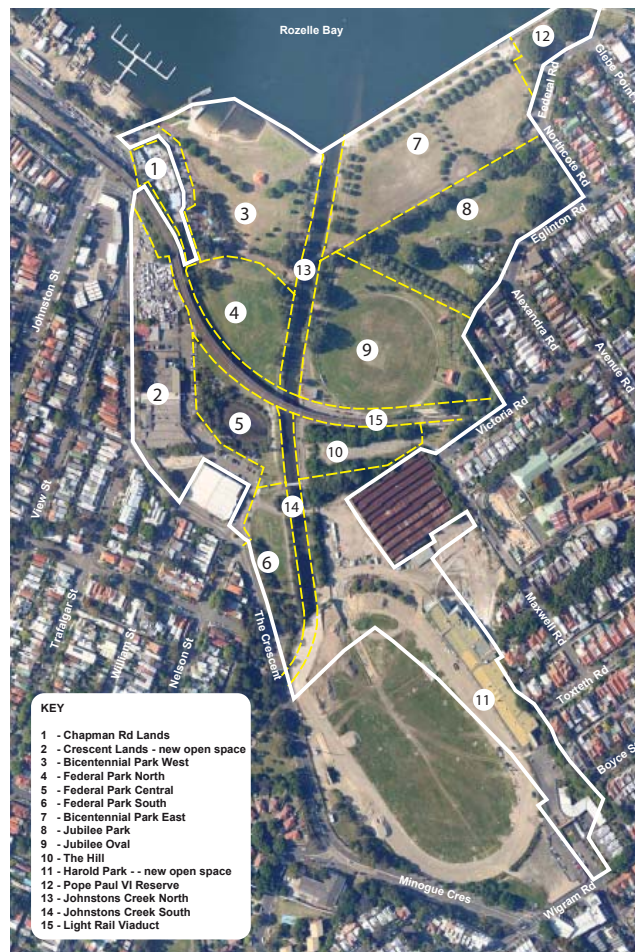 Rozelle Bay
12
Glebe Point
Federal Rd
7
Northcote Rd
1
8
3
Eglinton Rd
13
Johnston St
4
Alexandra Rd
9
Avenue Rd
2
15
Victoria Rd
5
10
View St
14
6
Trafalgar St
William St
Nelson St
The Crescent
Maxwell Rd
Toxteth Rd
11
Boyce S
Minogue Cres
Wigram Rd
KEY
1 - Chapman Rd Lands
2 - Crescent Lands - new open space
3 - Bicentennial Park West
4 - Federal Park North
5 - Federal Park Central
6 - Federal Park South
7 - Bicentennial Park East
8 - Jubilee Park
9 - Jubilee Oval
10 - The Hill
11 - Harold Park - - new open space
12 - Pope Paul VI Reserve
13 - Johnstons Creek North
14 - Johnstons Creek South
15 - Light Rail Viaduct